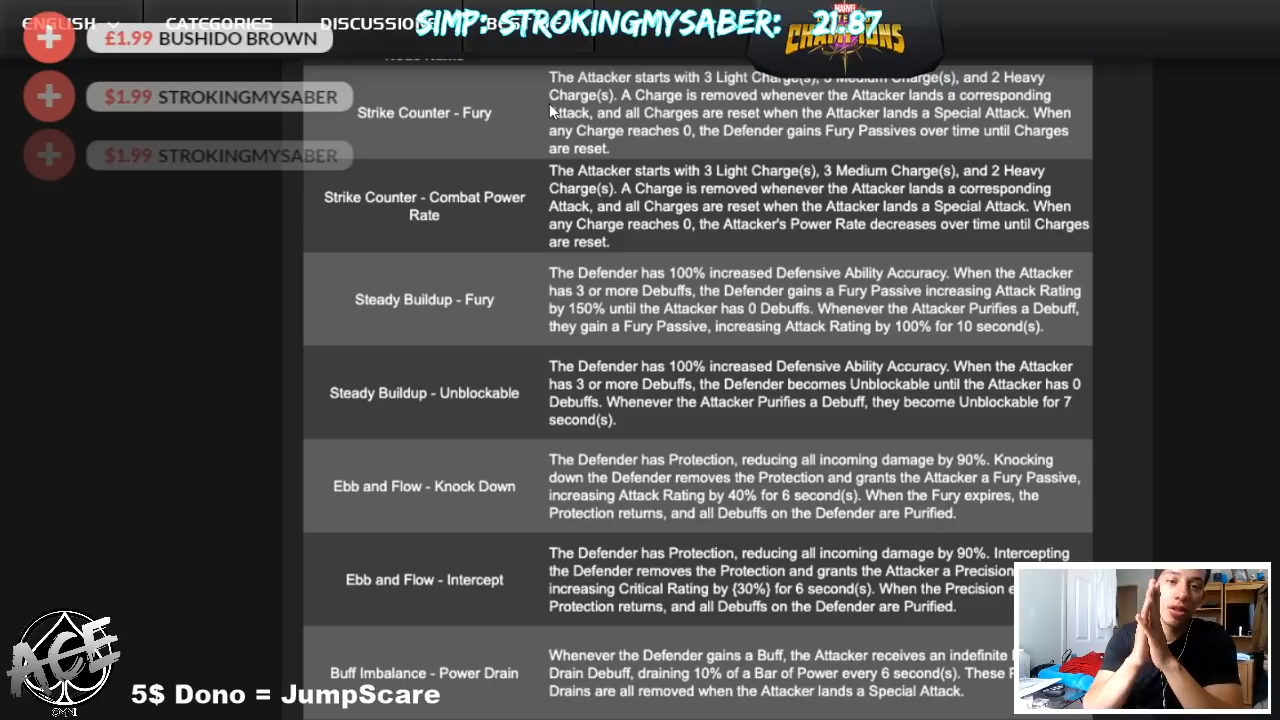 ENGLISH CATEGORIES DISCUSSIONS
SIMP: STROKINGMYSABER: 21.87
MARVEL
CHAMPIONS
£1.99 BUSHIDO BROWN
$1.99 STROKINGMYSABER
$1.99 STROKINGMYSABER
Strike Counter - Fury
The Attacker starts with 3 Light Charge(s), 3 Medium Charge(s), and 2 Heavy
Charge(s). A Charge is removed whenever the Attacker lands a corresponding
Attack, and all Charges are reset when the Attacker lands a Special Attack. When
any Charge reaches 0, the Defender gains Fury Passives over time until Charges
are reset.
Strike Counter - Combat Power
Rate
The Attacker starts with 3 Light Charge(s), 3 Medium Charge(s), and 2 Heavy
Charge(s). A Charge is removed whenever the Attacker lands a corresponding
Attack, and all Charges are reset when the Attacker lands a Special Attack. When
any Charge reaches 0, the Attacker's Power Rate decreases over time until Charges
are reset.
Steady Buildup - Fury
The Defender has 100% increased Defensive Ability Accuracy. When the Attacker
has 3 or more Debuffs, the Defender gains a Fury Passive increasing Attack Rating
by 150% until the Attacker has 0 Debuffs. Whenever the Attacker Purifies a Debuff,
they gain a Fury Passive, increasing Attack Rating by 100% for 10 second(s).
Steady Buildup - Unblockable
The Defender has 100% increased Defensive Ability Accuracy. When the Attacker
has 3 or more Debuffs, the Defender becomes Unblockable until the Attacker has 0
Debuffs. Whenever the Attacker Purifies a Debuff, they become Unblockable for 7
second(s).
Ebb and Flow - Knock Down
The Defender has Protection, reducing all incoming damage by 90%. Knocking
down the Defender removes the Protection and grants the Attacker a Fury Passive,
increasing Attack Rating by 40% for 6 second(s). When the Fury expires, the
Protection returns, and all Debuffs on the Defender are Purified.
Ebb and Flow - Intercept
The Defender has Protection, reducing all incoming damage by 90%. Intercepting
the Defender removes the Protection and grants the Attacker a Precision
increasing Critical Rating by {30%} for 6 second(s). When the Precision
Protection returns, and all Debuffs on the Defender are Purified.
Buff Imbalance - Power Drain
Whenever the Defender gains a Buff, the Attacker receives an indefinite
Drain Debuff, draining 10% of a Bar of Power every 6 second(s). These
Drains are all removed when the Attacker lands a Special Attack.
ACE
OMNI
5$ Dono = JumpScare